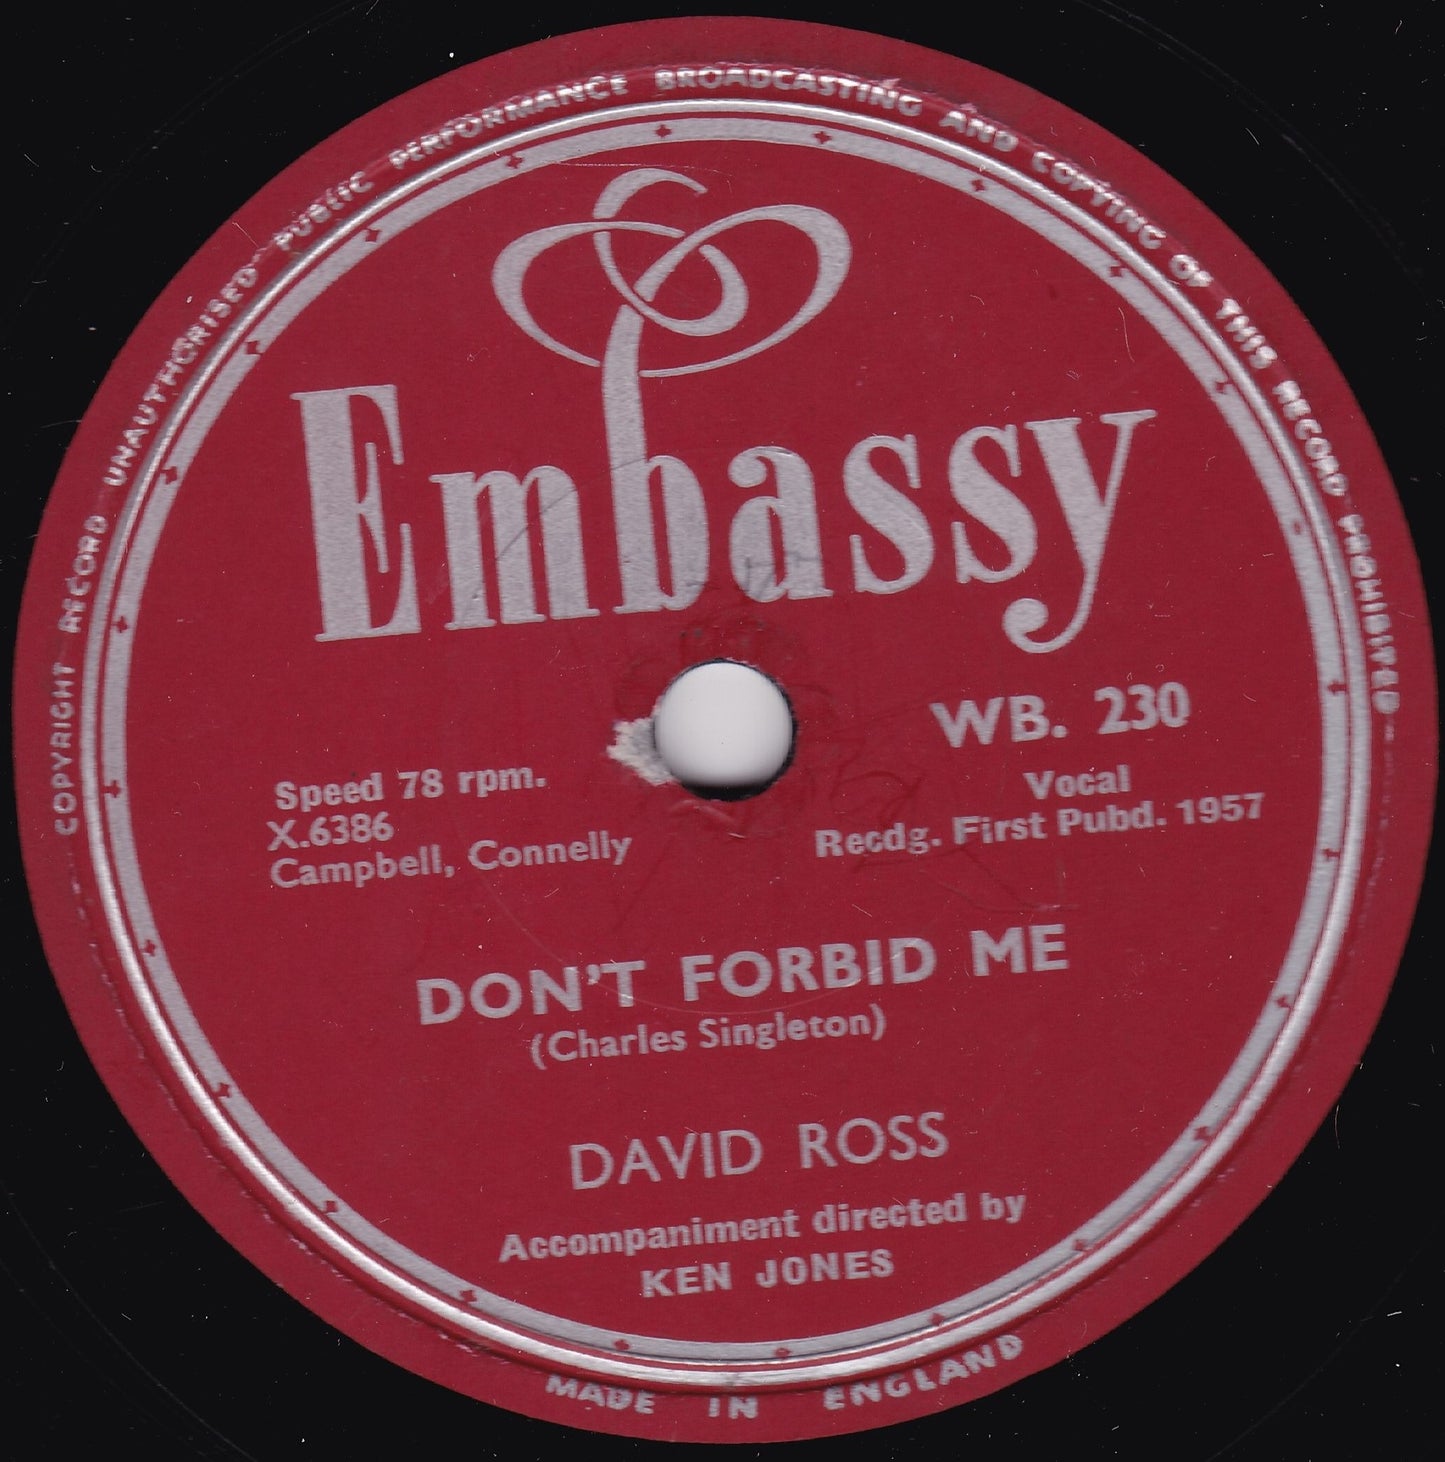 COPYRIGHT RECORD UNAUTHORISED PUBLIC PERFORMANCE BROADCASTING AND COPYING OF THIS RECORD PROHIBITED
Embassy
WB. 230
Speed 78 rpm.
X.6386
Campbell, Connelly
Vocal
Recdg. First Pubd. 1957
DON'T FORBID ME
(Charles Singleton)
DAVID ROSS
Accompaniment directed by
KEN JONES
MADE IN ENGLAND